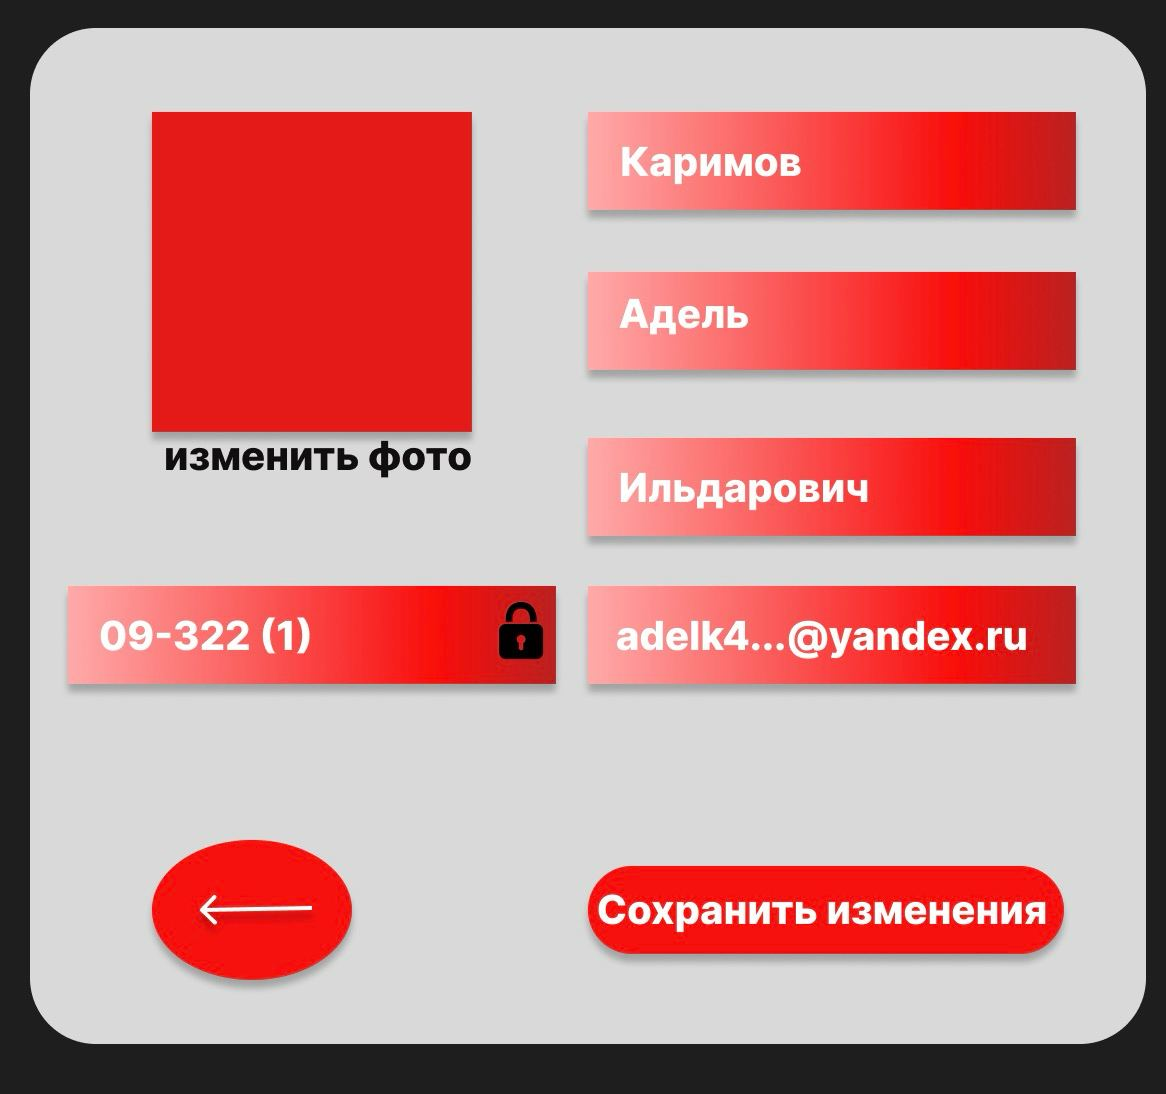 Каримов
Адель
изменить фото
Ильдарович
09-322 (1)
adelk4...@yandex.ru
Сохранить изменения